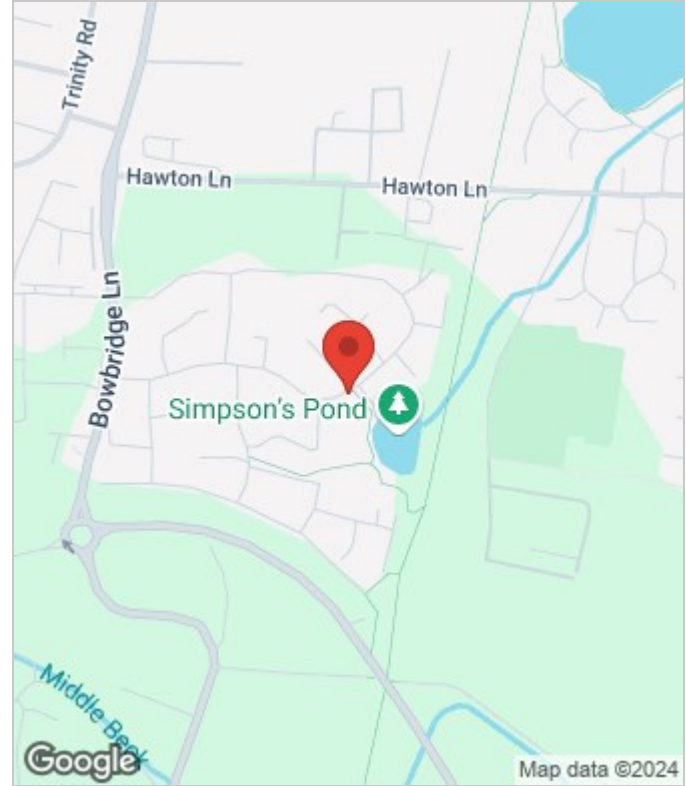 Trinity Rd
Hawton Ln
Hawton Ln
Bowbridge Ln
Simpson's Pond
Middle Beck
Google
Map data ©2024